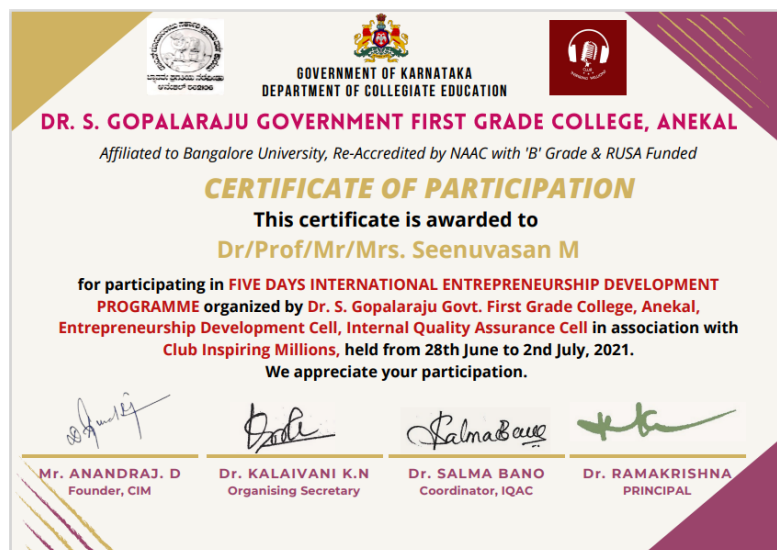 ಆನೇಕಲ್ ೫೬೨೧೦೬
GOVERNMENT OF KARNATAKA
DEPARTMENT OF COLLEGIATE EDUCATION
DR. S. GOPALARAJU GOVERNMENT FIRST GRADE COLLEGE, ANEKAL
Affiliated to Bangalore University, Re-Accredited by NAAC with 'B' Grade & RUSA Funded
CERTIFICATE OF PARTICIPATION
This certificate is awarded to
Dr/Prof/Mr/Mrs. Seenuvasan M
for participating in FIVE DAYS INTERNATIONAL ENTREPRENEURSHIP DEVELOPMENT
PROGRAMME organized by Dr. S. Gopalaraju Govt. First Grade College, Anekal,
Entrepreneurship Development Cell, Internal Quality Assurance Cell in association with
Club Inspiring Millions, held from 28th June to 2nd July, 2021.
We appreciate your participation.
Salma Bano
Mr. ANANDRAJ. D
Founder, CIM
Dr. KALAIVANI K.N
Organising Secretary
Dr. SALMA BANO
Coordinator, IQAC
Dr. RAMAKRISHNA
PRINCIPAL